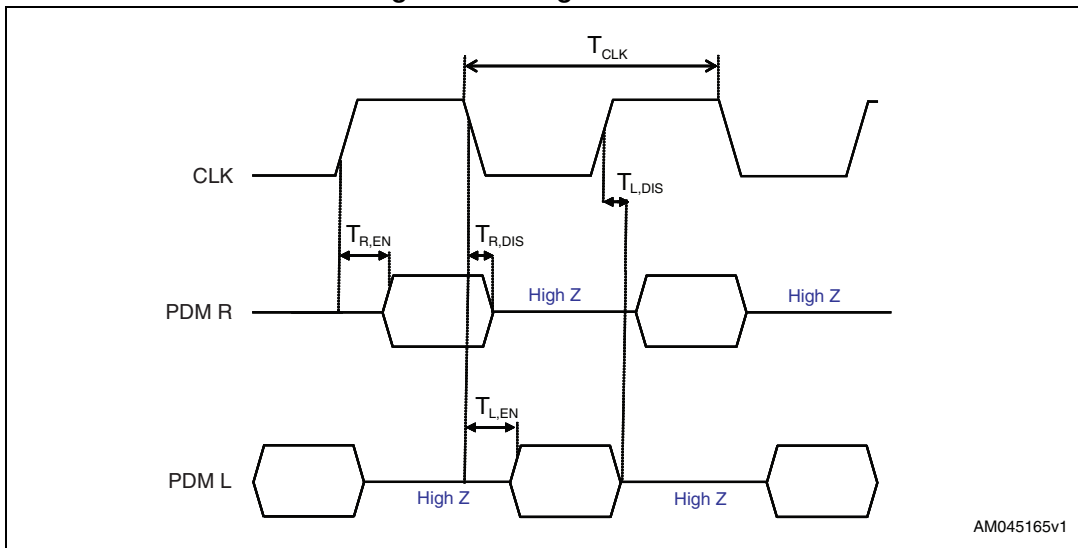 T_CLK
CLK
T_L,DIS
T_R,EN
T_R,DIS
PDM R
High Z
High Z
T_L,EN
PDM L
High Z
High Z
AM045165v1